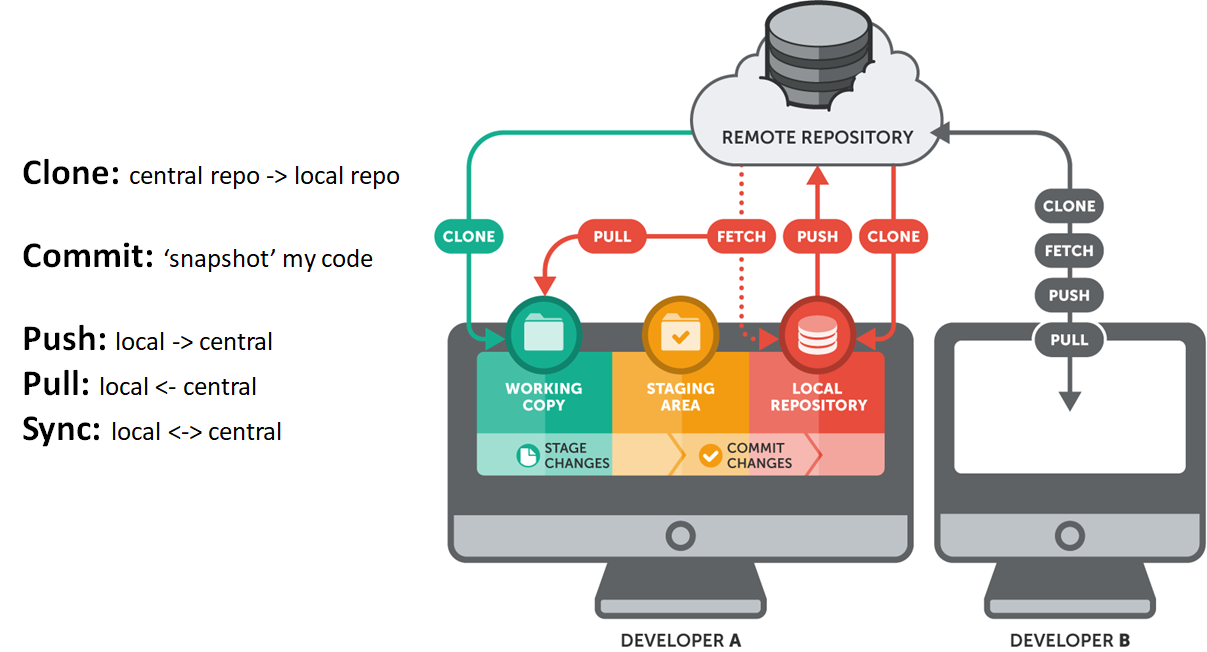 Clone: central repo -> local repo
Commit: ‘snapshot’ my code
Push: local -> central
Pull: local <- central
Sync: local <-> central
REMOTE REPOSITORY
CLONE
PULL
FETCH
PUSH
CLONE
WORKING
COPY
STAGING
AREA
LOCAL
REPOSITORY
STAGE
CHANGES
COMMIT
CHANGES
DEVELOPER A
CLONE
FETCH
PUSH
PULL
DEVELOPER B